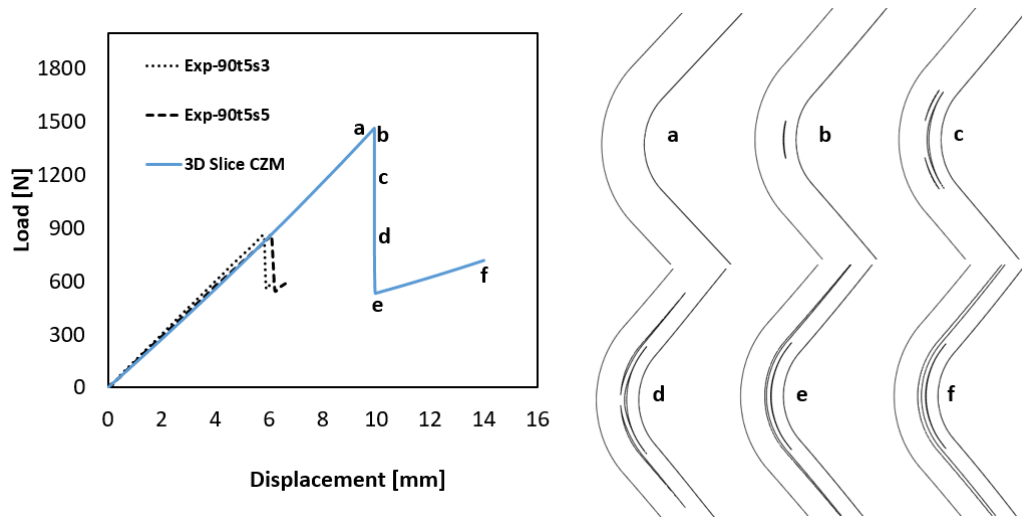 1800
1500
1200
900
600
300
0
Load [N]
Exp-90t5s3
Exp-90t5s5
3D Slice CZM
a
b
c
d
e
f
0 2 4 6 8 10 12 14 16
Displacement [mm]
a b c
d e f